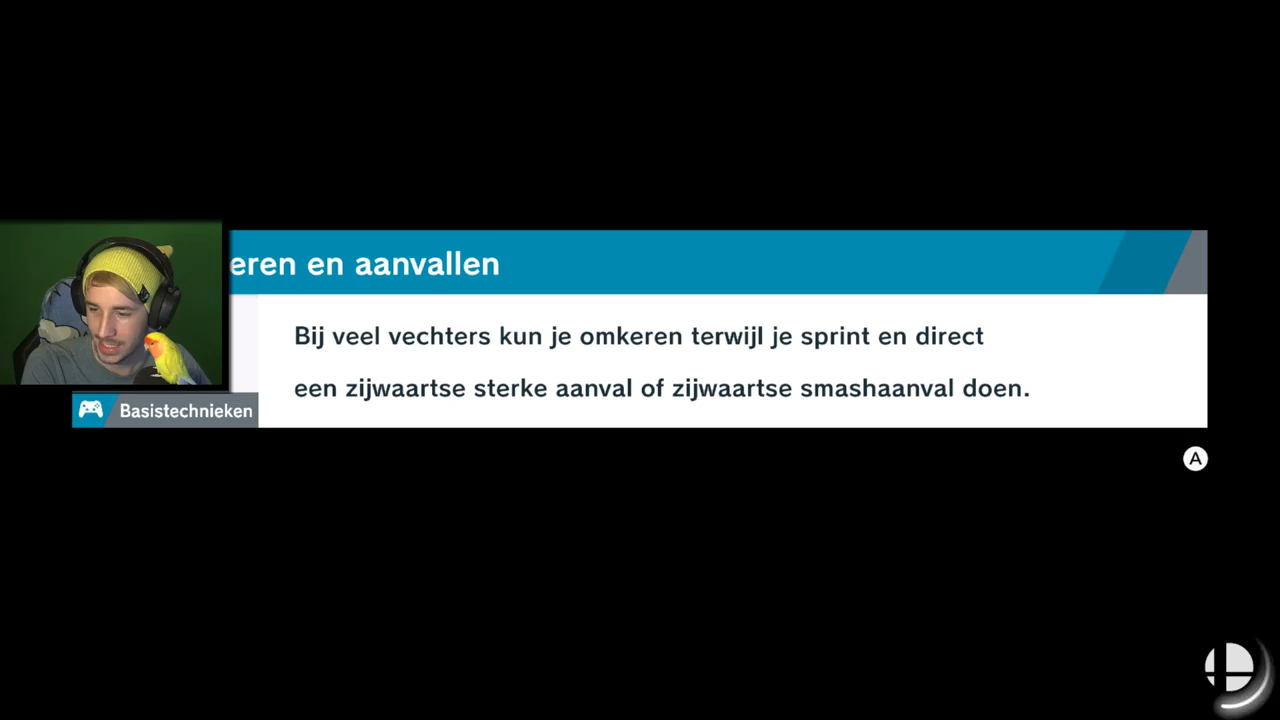 eren en aanvallen
Bij veel vechters kun je omkeren terwijl je sprint en direct
een zijwaartse sterke aanval of zijwaartse smashaanval doen.
Basistechnieken
A